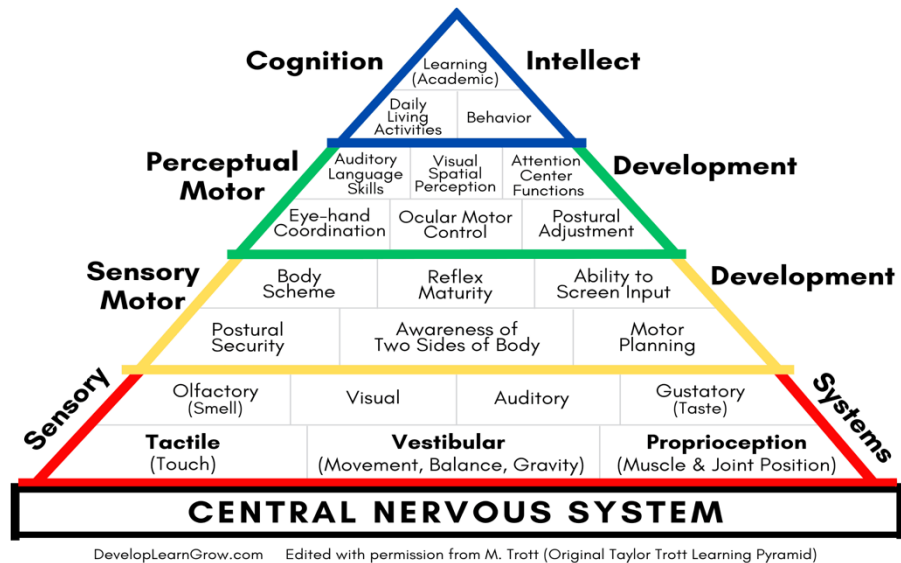 Cognition
Intellect
Learning
(Academic)
Daily
Living
Activities
Behavior
Perceptual
Motor
Development
Auditory
Language
Skills
Visual
Spatial
Perception
Attention
Center
Functions
Eye-hand
Coordination
Ocular Motor
Control
Postural
Adjustment
Sensory
Motor
Development
Body
Scheme
Reflex
Maturity
Ability to
Screen Input
Postural
Security
Awareness of
Two Sides of Body
Motor
Planning
Sensory
Systems
Olfactory
(Smell)
Visual
Auditory
Gustatory
(Taste)
Tactile
(Touch)
Vestibular
(Movement, Balance, Gravity)
Proprioception
(Muscle & Joint Position)
CENTRAL NERVOUS SYSTEM
DevelopLearnGrow.com Edited with permission from M. Trott (Original Taylor Trott Learning Pyramid)